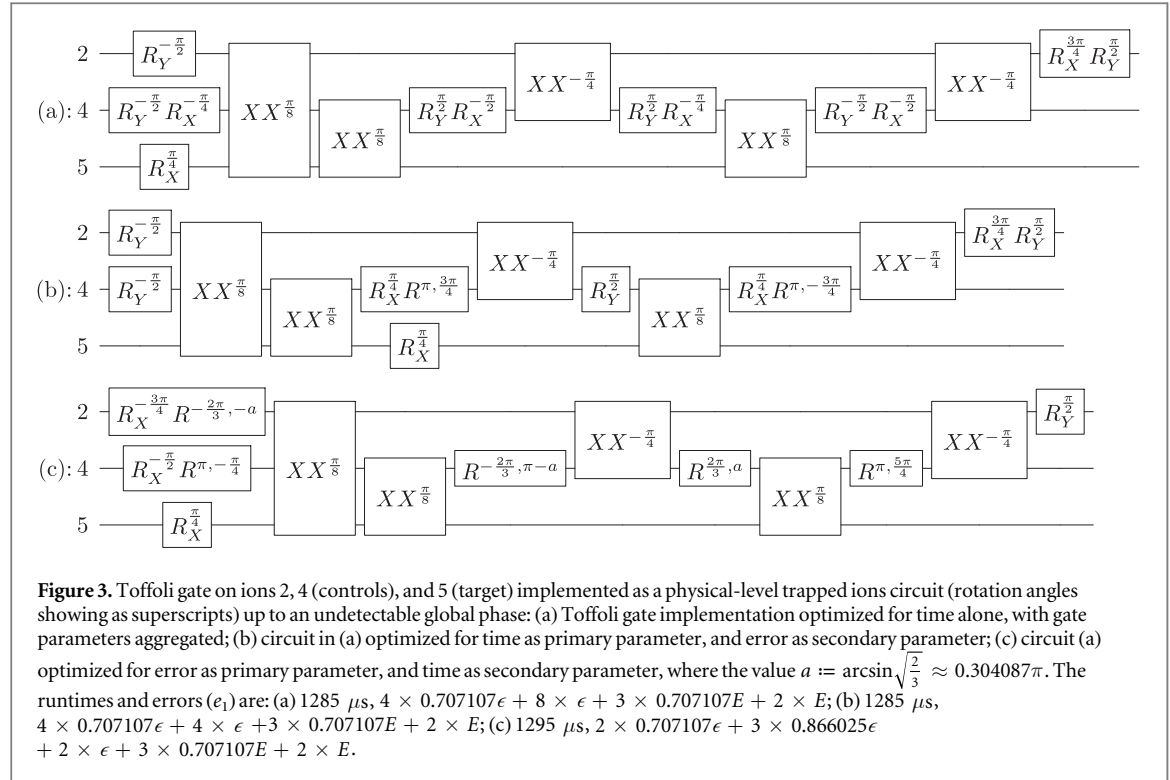 2 R_Y^{-π/2} XX^{π/8} XX^{-π/4} XX^{-π/4} R_X^{3π/4} R_Y^{π/2}
(a): 4 R_Y^{-π/2} R_X^{-π/4} XX^{π/8} R_Y^{π/2} R_X^{-π/2} R_Y^{π/2} R_X^{-π/4} XX^{π/8} R_Y^{-π/2} R_X^{-π/2}
5 R_X^{π/4}
2 R_Y^{-π/2} XX^{π/8} XX^{-π/4} XX^{-π/4} R_X^{3π/4} R_Y^{π/2}
(b): 4 R_Y^{-π/2} XX^{π/8} R_X^{π/4} R^{π,3π/4} R_Y^{π/2} XX^{π/8} R_X^{π/4} R^{π,-3π/4}
5 R_X^{π/4}
2 R_X^{-3π/4} R^{-2π/3,-a} XX^{π/8} XX^{-π/4} XX^{-π/4} R_Y^{π/2}
(c): 4 R_X^{-π/2} R^{π,-π/4} XX^{π/8} R^{-2π/3,π-a} R^{2π/3,a} XX^{π/8} R^{π,5π/4}
5 R_X^{π/4}
Figure 3. Toffoli gate on ions 2, 4 (controls), and 5 (target) implemented as a physical-level trapped ions circuit (rotation angles
showing as superscripts) up to an undetectable global phase: (a) Toffoli gate implementation optimized for time alone, with gate
parameters aggregated; (b) circuit in (a) optimized for time as primary parameter, and error as secondary parameter; (c) circuit (a)
optimized for error as primary parameter, and time as secondary parameter, where the value a := arcsin√(2/3) ≈ 0.304087π. The
runtimes and errors (e₁) are: (a) 1285 μs, 4 × 0.707107ϵ + 8 × ϵ + 3 × 0.707107E + 2 × E; (b) 1285 μs,
4 × 0.707107ϵ + 4 × ϵ +3 × 0.707107E + 2 × E; (c) 1295 μs, 2 × 0.707107ϵ + 3 × 0.866025ϵ
+ 2 × ϵ + 3 × 0.707107E + 2 × E.